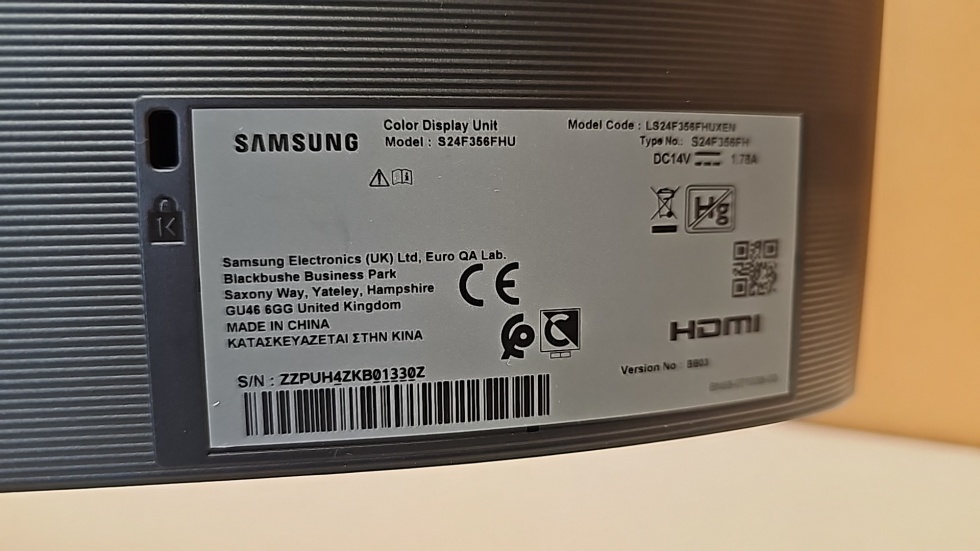 SAMSUNG
Color Display Unit
Model : S24F356FHU
Model Code : LS24F356FHUXEN
Type No.: S24F356FH
DC14V 1.78A
Hg
Samsung Electronics (UK) Ltd, Euro QA Lab.
Blackbushe Business Park
Saxony Way, Yateley, Hampshire
GU46 6GG United Kingdom
MADE IN CHINA
ΚΑΤΑΣΚΕΥΑΖΕΤΑΙ ΣΤΗΝ ΚΙΝΑ
CE
HDMI
Version No : BB03
S/N : ZZPUH4ZKB01330Z